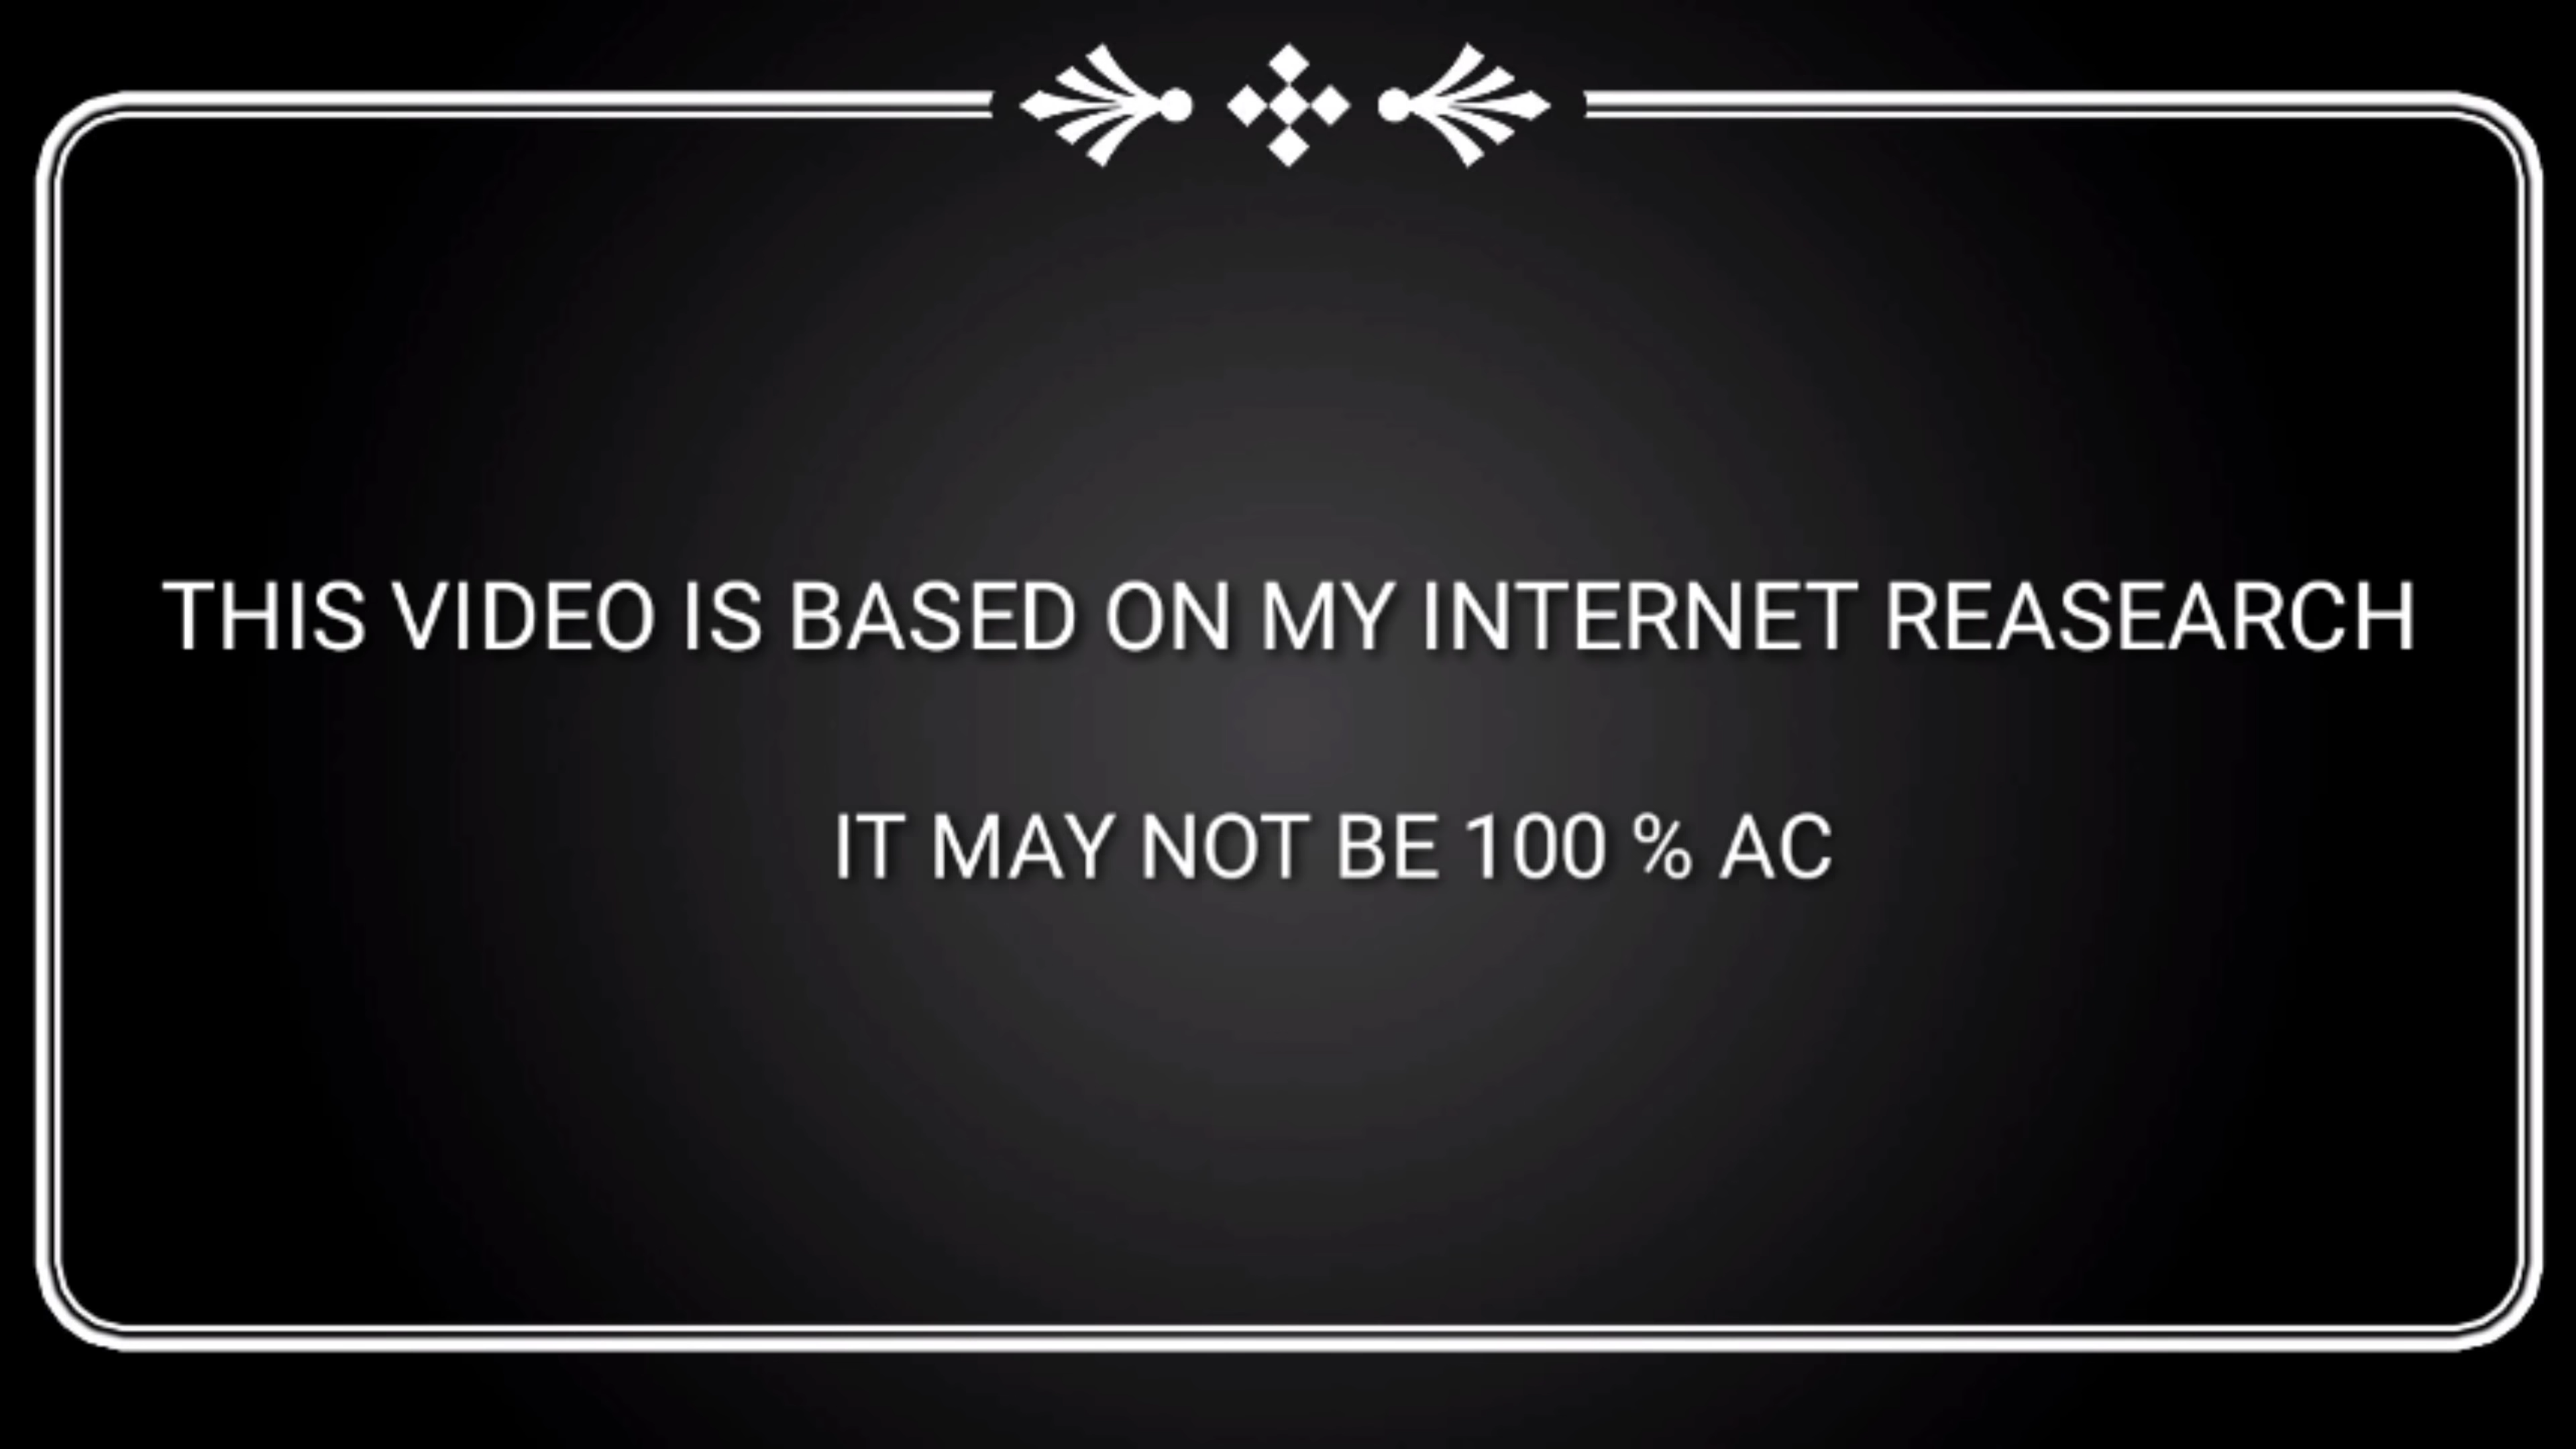 THIS VIDEO IS BASED ON MY INTERNET REASEARCH
IT MAY NOT BE 100 % AC